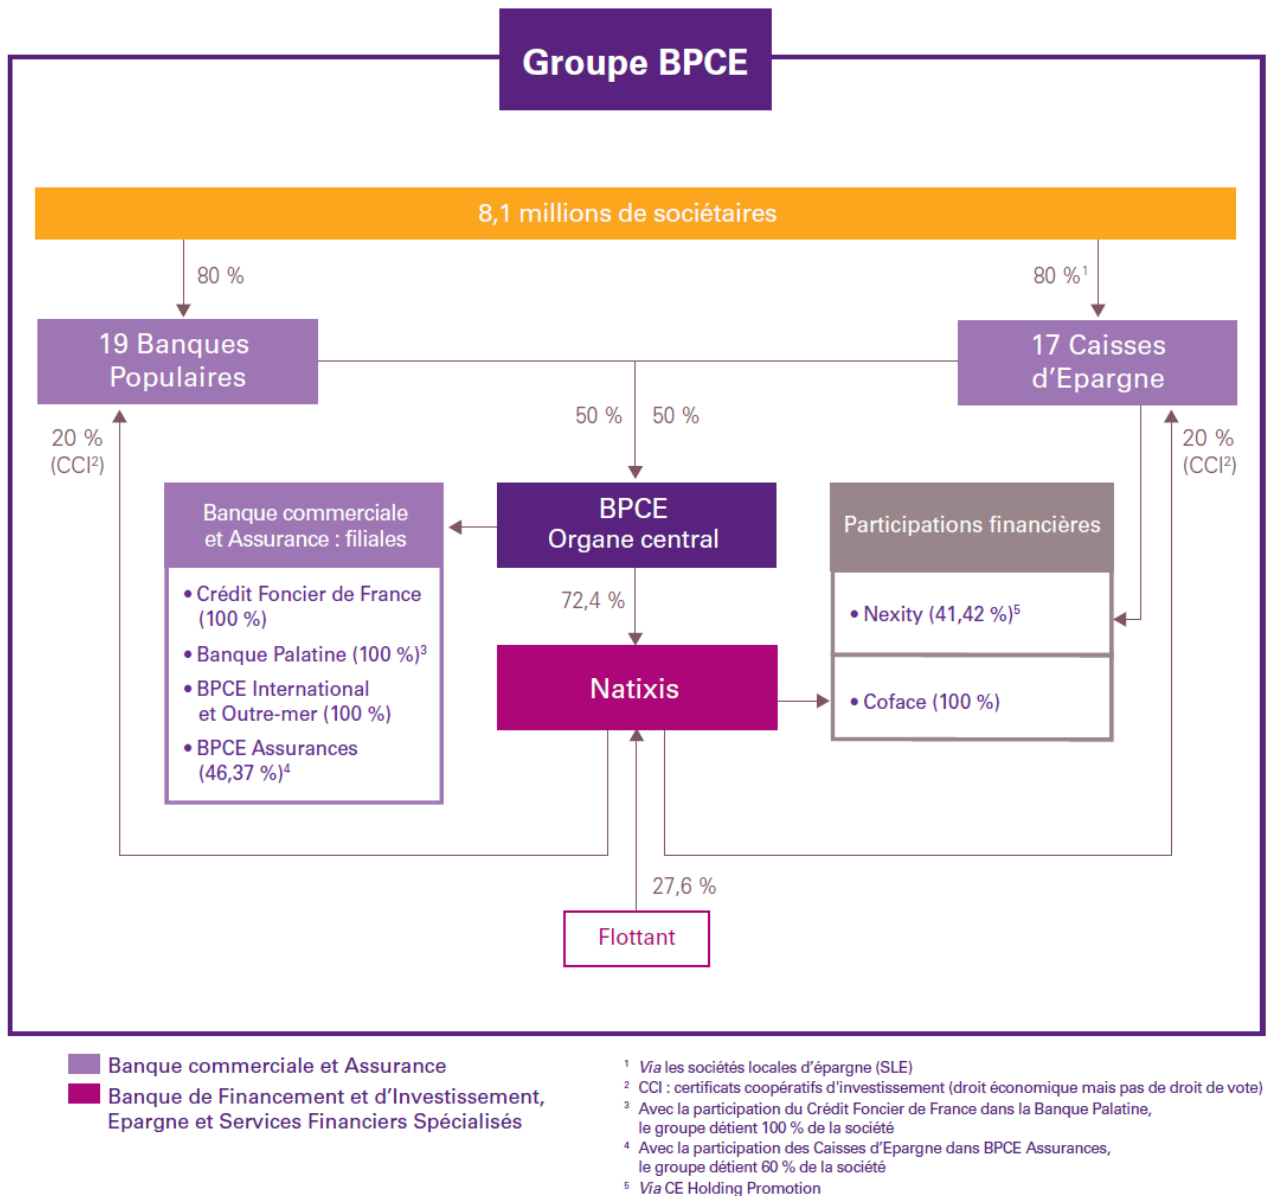 Groupe BPCE
8,1 millions de sociétaires
80 %
80 %¹
19 Banques
Populaires
17 Caisses
d'Epargne
50 %
50 %
20 %
(CCI²)
20 %
(CCI²)
Banque commerciale
et Assurance : filiales
BPCE
Organe central
Participations financières
• Crédit Foncier de France
(100 %)
• Banque Palatine (100 %)³
• BPCE International
et Outre-mer (100 %)
• BPCE Assurances
(46,37 %)⁴
72,4 %
• Nexity (41,42 %)⁵
Natixis
• Coface (100 %)
27,6 %
Flottant
Banque commerciale et Assurance
Banque de Financement et d'Investissement,
Epargne et Services Financiers Spécialisés
¹ Via les sociétés locales d'épargne (SLE)
² CCI : certificats coopératifs d'investissement (droit économique mais pas de droit de vote)
³ Avec la participation du Crédit Foncier de France dans la Banque Palatine,
le groupe détient 100 % de la société
⁴ Avec la participation des Caisses d'Epargne dans BPCE Assurances,
le groupe détient 60 % de la société
⁵ Via CE Holding Promotion